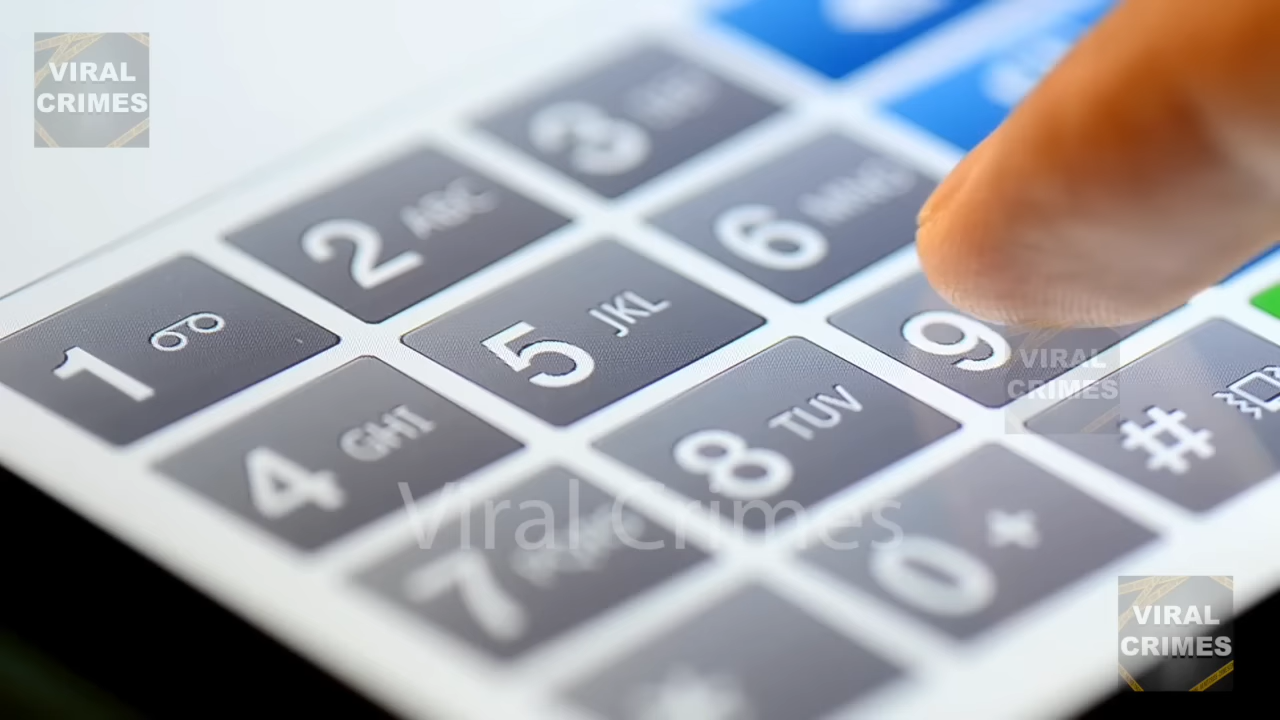 VIRAL
CRIMES
3
2 ABC
6
1
5 JKL
9
VIRAL
CRIMES
4 GHI
8 TUV
#
Viral Crimes
7
0 +
VIRAL
CRIMES